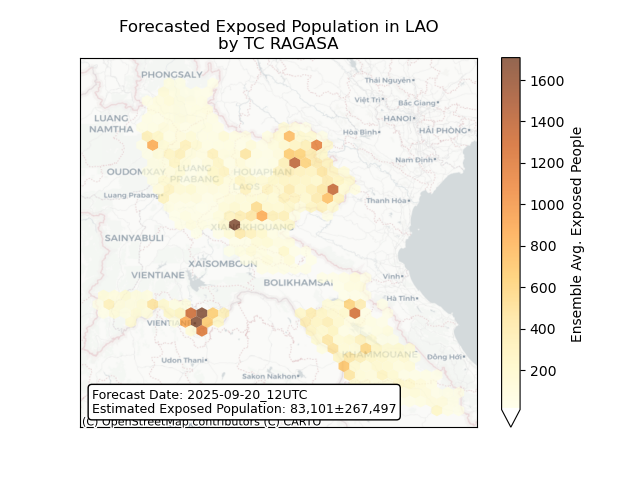 Forecasted Exposed Population in LAO
by TC RAGASA
PHONGSALY
Thái Nguyên
Việt Trì
Bắc Giang
LUANG
NAMTHA
HANOI
Hòa Bình
HẢI PHÒNG
Nam Định
OUDOMXAY
LUANG
PRABANG
HOUAPHAN
LAOS
Luang Prabang
Thanh Hóa
XIANGKHOUANG
SAINYABULI
XAISOMBOUN
VIENTIANE
BOLIKHAMSAI
Vinh
Hà Tĩnh
VIENTIANE
KHAMMOUANE
Đồng Hới
Udon Thani
Sakon Nakhon
Forecast Date: 2025-09-20_12UTC
Estimated Exposed Population: 83,101±267,497
(C) OpenStreetMap contributors (C) CARTO
1600
1400
1200
1000
800
600
400
200
Ensemble Avg. Exposed People